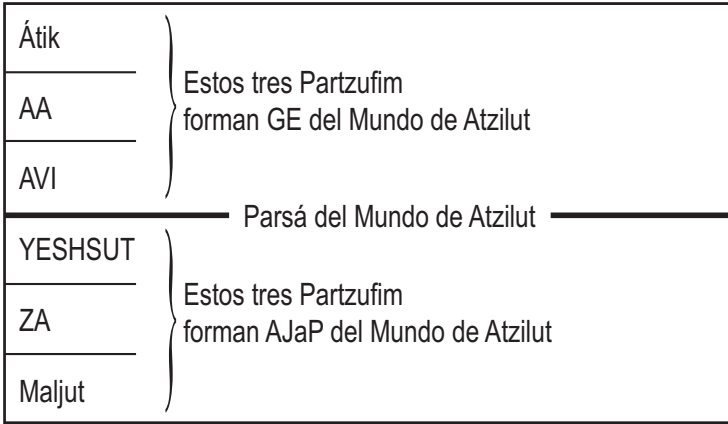 Átik
AA
AVI
Estos tres Partzufim
forman GE del Mundo de Atzilut
Parsá del Mundo de Atzilut
YESHSUT
ZA
Maljut
Estos tres Partzufim
forman AJaP del Mundo de Atzilut